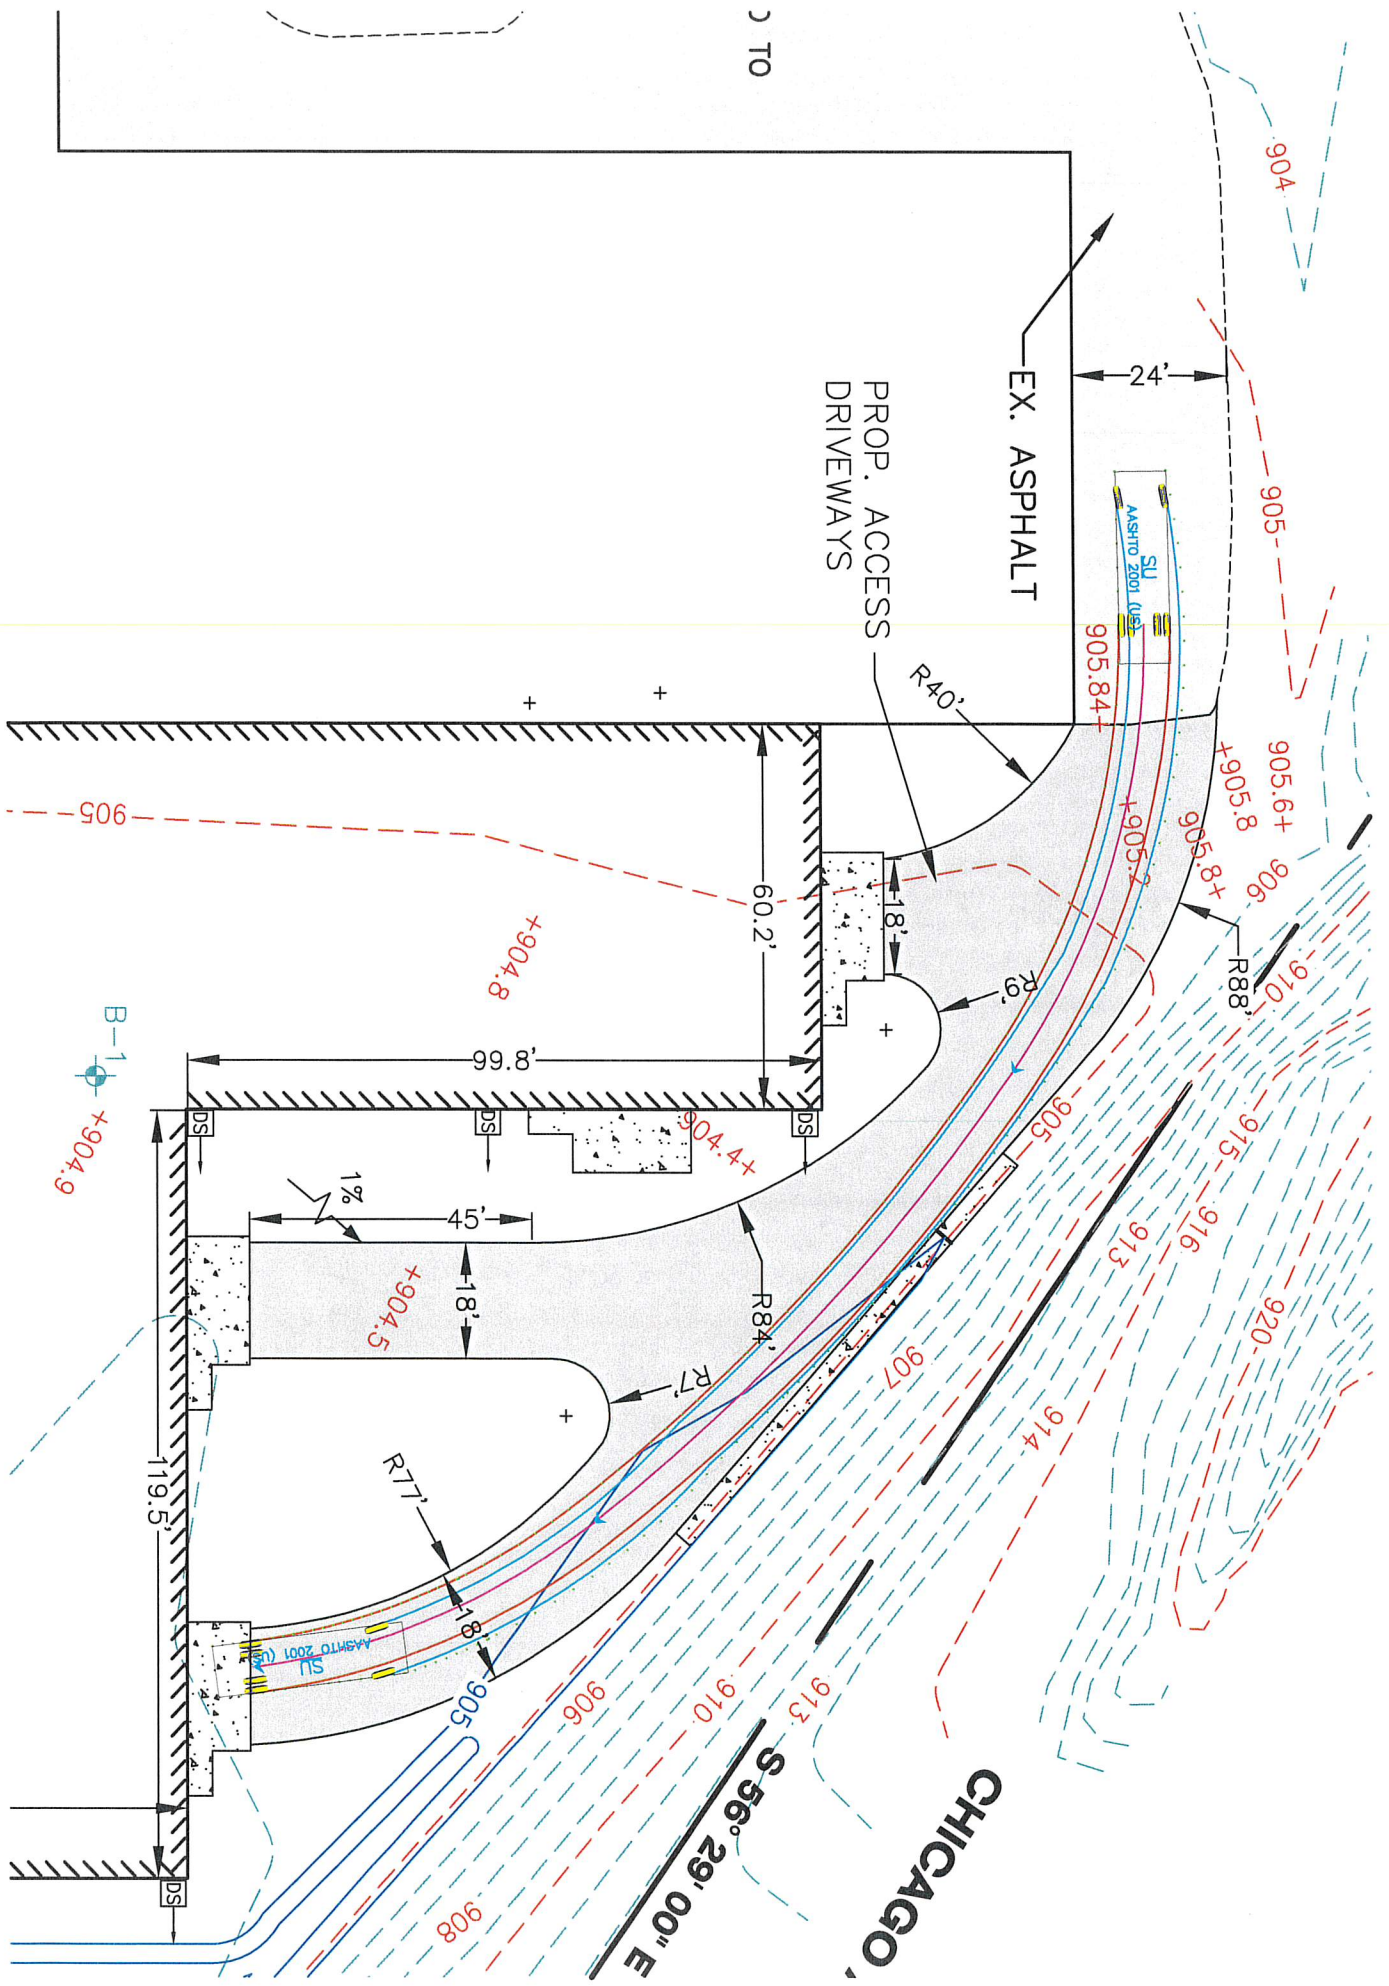 TO
904
EX. ASPHALT
24'
905
PROP. ACCESS
DRIVEWAYS
SU
AASHTO 2001 (US)
905.84+
R40'
905.6+
+905.8
905.8+
+905.2
906
905
60.2'
18'
R88'
910
+904.8
R9'
B-1
+904.9
99.8'
DS
DS
DS
904.4+
905
915
913
916
920
1%
45'
18'
+904.5
R84'
907
914
R7'
119.5'
R77'
18'
SU
AASHTO 2001 (US)
905
906
910
913
S 56° 29' 00" E
CHICAGO
908
DS